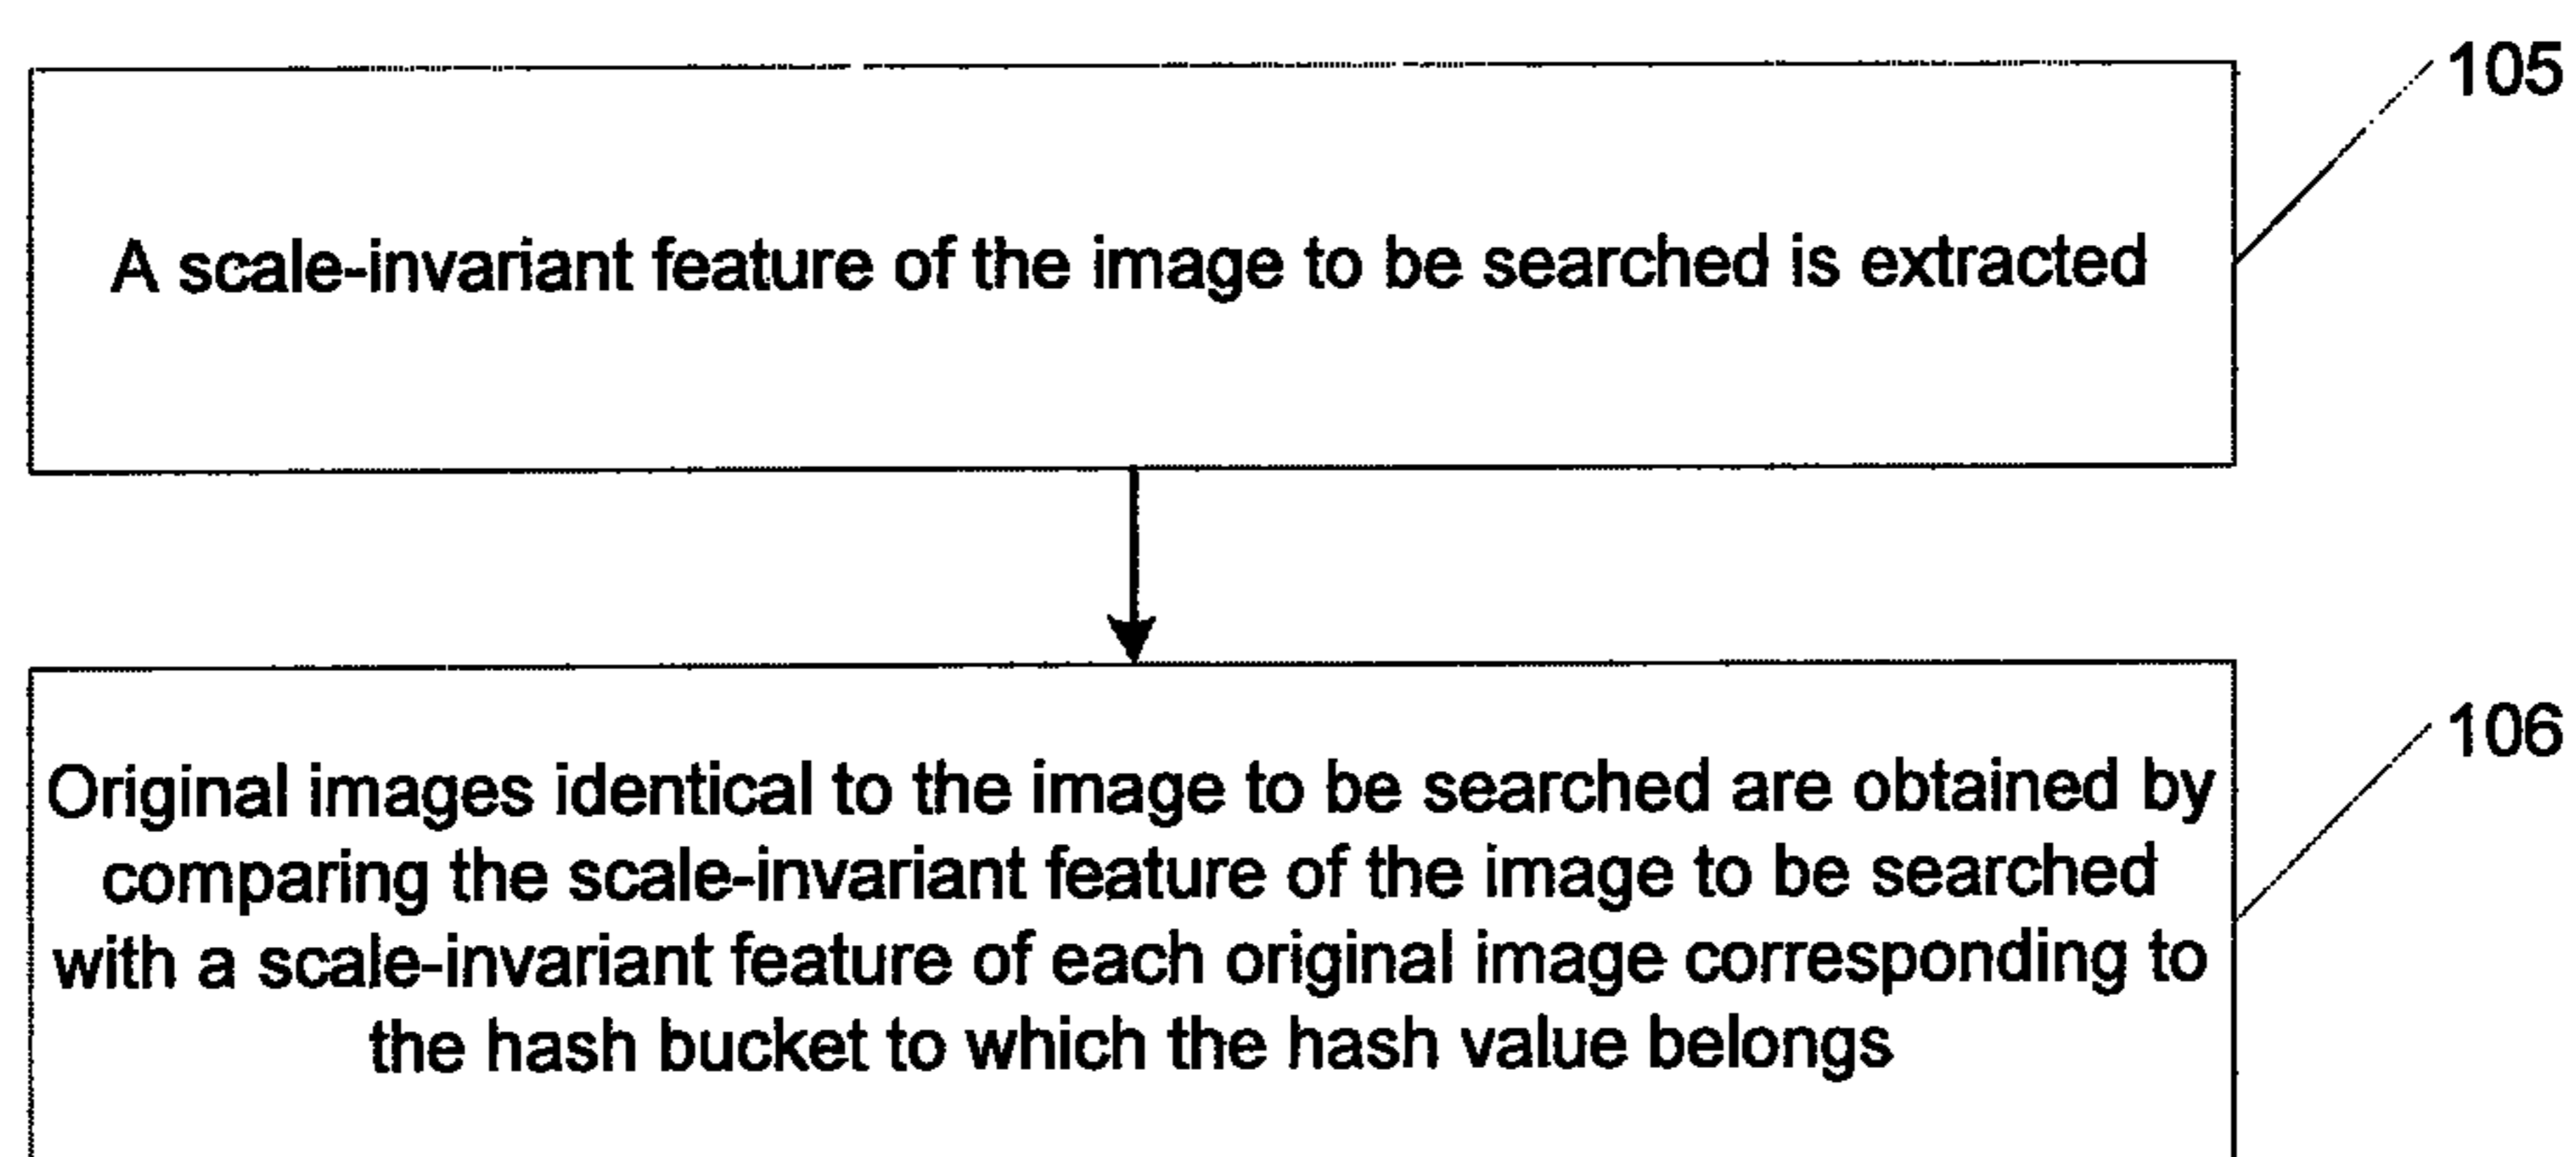 105
A scale-invariant feature of the image to be searched is extracted
106
Original images identical to the image to be searched are obtained by
comparing the scale-invariant feature of the image to be searched
with a scale-invariant feature of each original image corresponding to
the hash bucket to which the hash value belongs